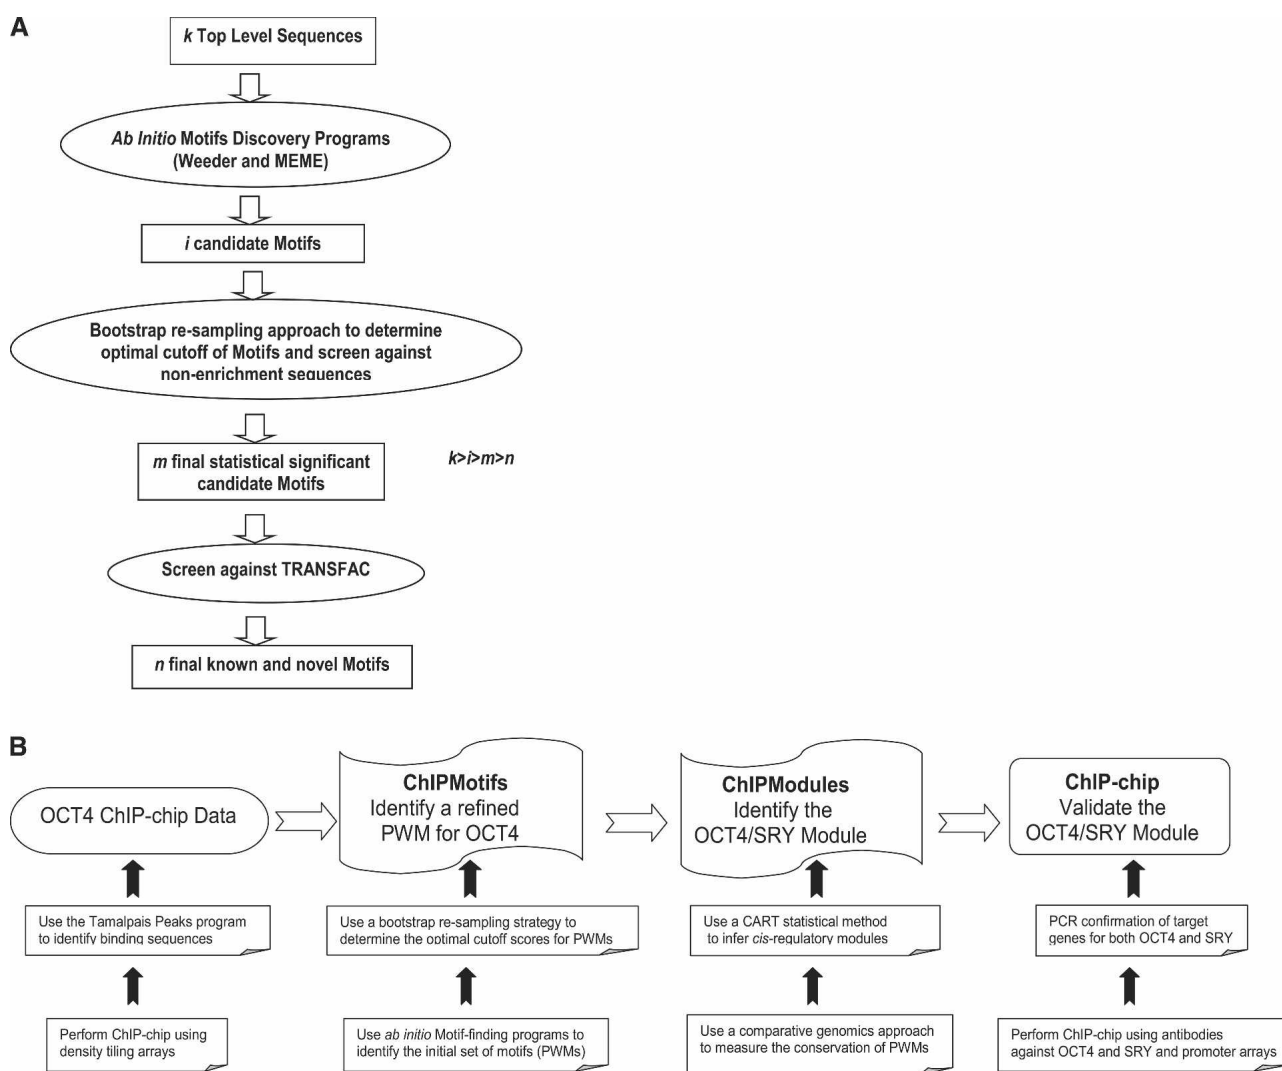 A
k Top Level Sequences
Ab Initio Motifs Discovery Programs
(Weeder and MEME)
i candidate Motifs
Bootstrap re-sampling approach to determine
optimal cutoff of Motifs and screen against
non-enrichment sequences
m final statistical significant
candidate Motifs
k>i>m>n
Screen against TRANSFAC
n final known and novel Motifs
B
OCT4 ChIP-chip Data
ChIPMotifs
Identify a refined
PWM for OCT4
ChIPModules
Identify the
OCT4/SRY Module
ChIP-chip
Validate the
OCT4/SRY Module
Use the Tamalpais Peaks program
to identify binding sequences
Use a bootstrap re-sampling strategy to
determine the optimal cutoff scores for PWMs
Use a CART statistical method
to infer cis-regulatory modules
PCR confirmation of target
genes for both OCT4 and SRY
Perform ChIP-chip using
density tiling arrays
Use ab initio Motif-finding programs to
identify the initial set of motifs (PWMs)
Use a comparative genomics approach
to measure the conservation of PWMs
Perform ChIP-chip using antibodies
against OCT4 and SRY and promoter arrays